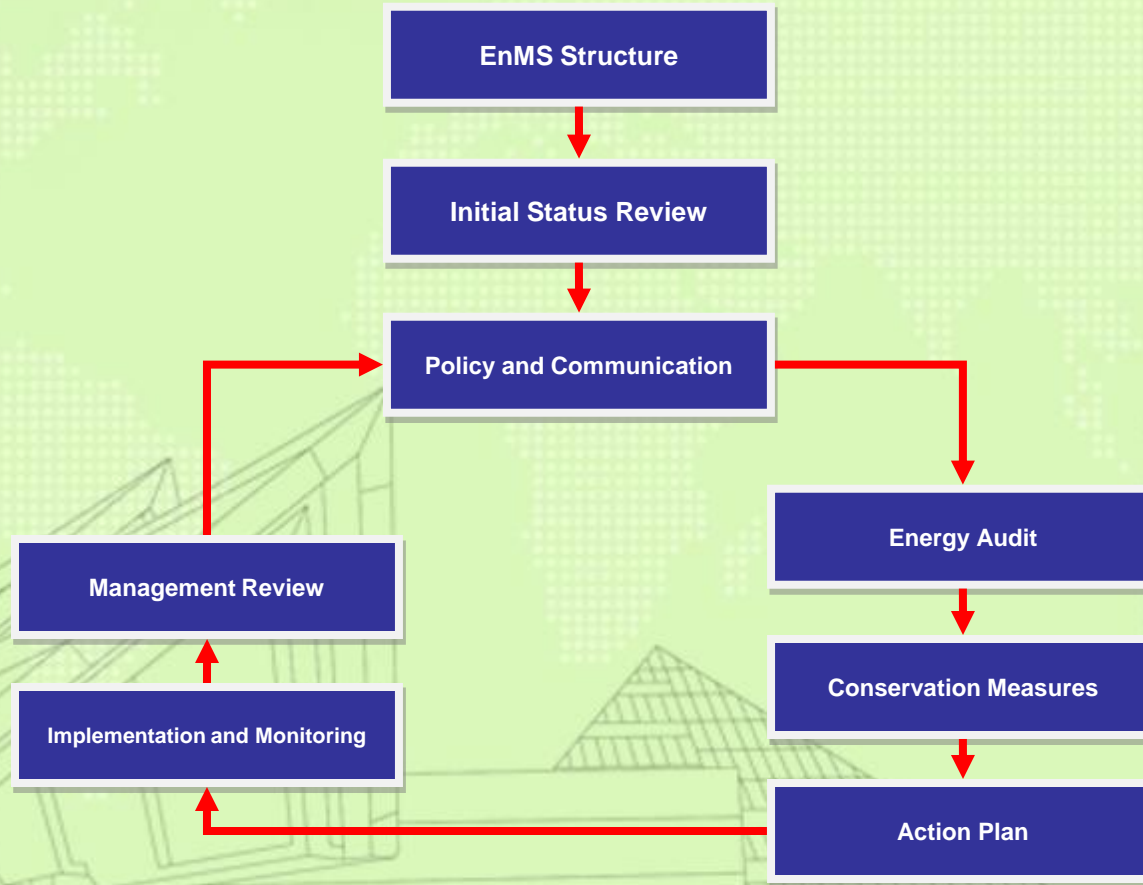 EnMS Structure
Initial Status Review
Policy and Communication
Energy Audit
Management Review
Conservation Measures
Implementation and Monitoring
Action Plan